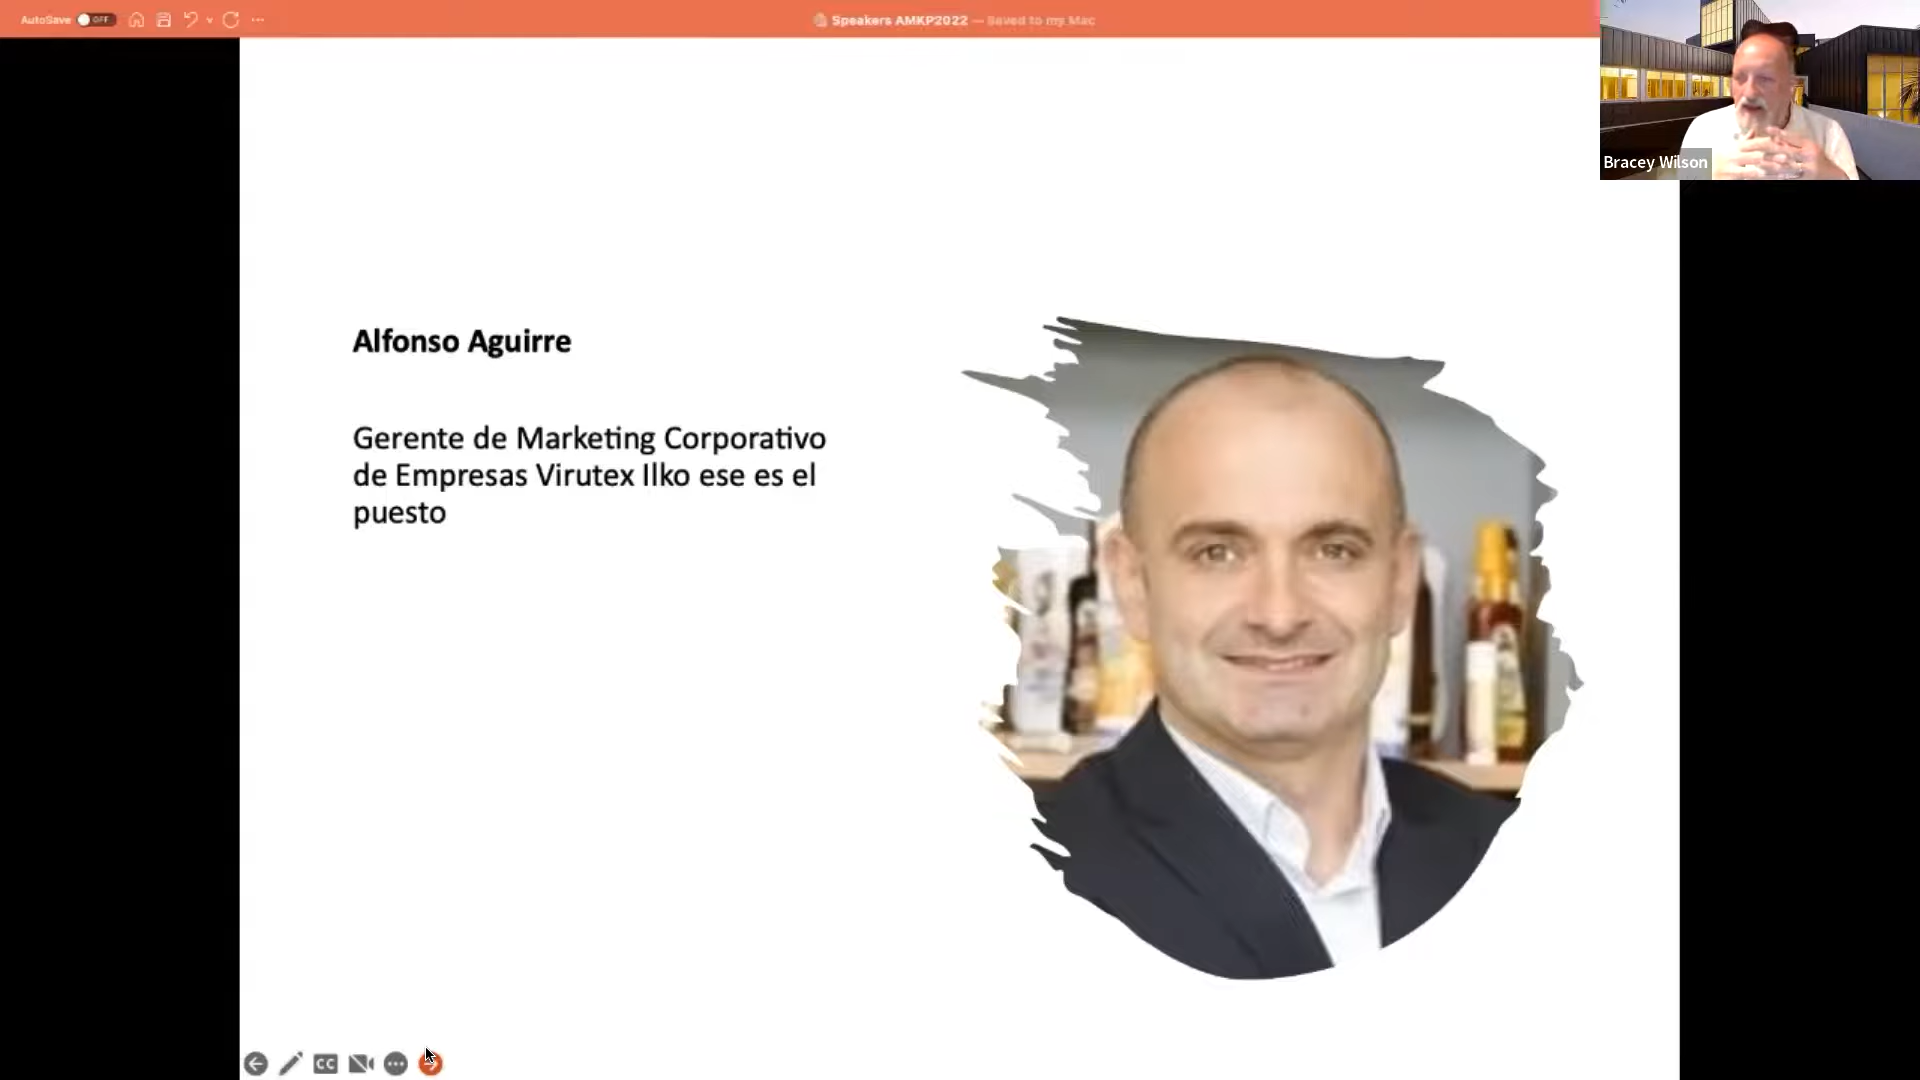 AutoSave OFF
Speakers AMKP2022 — Saved to my Mac
Bracey Wilson
Alfonso Aguirre
Gerente de Marketing Corporativo
de Empresas Virutex Ilko ese es el
puesto
CC